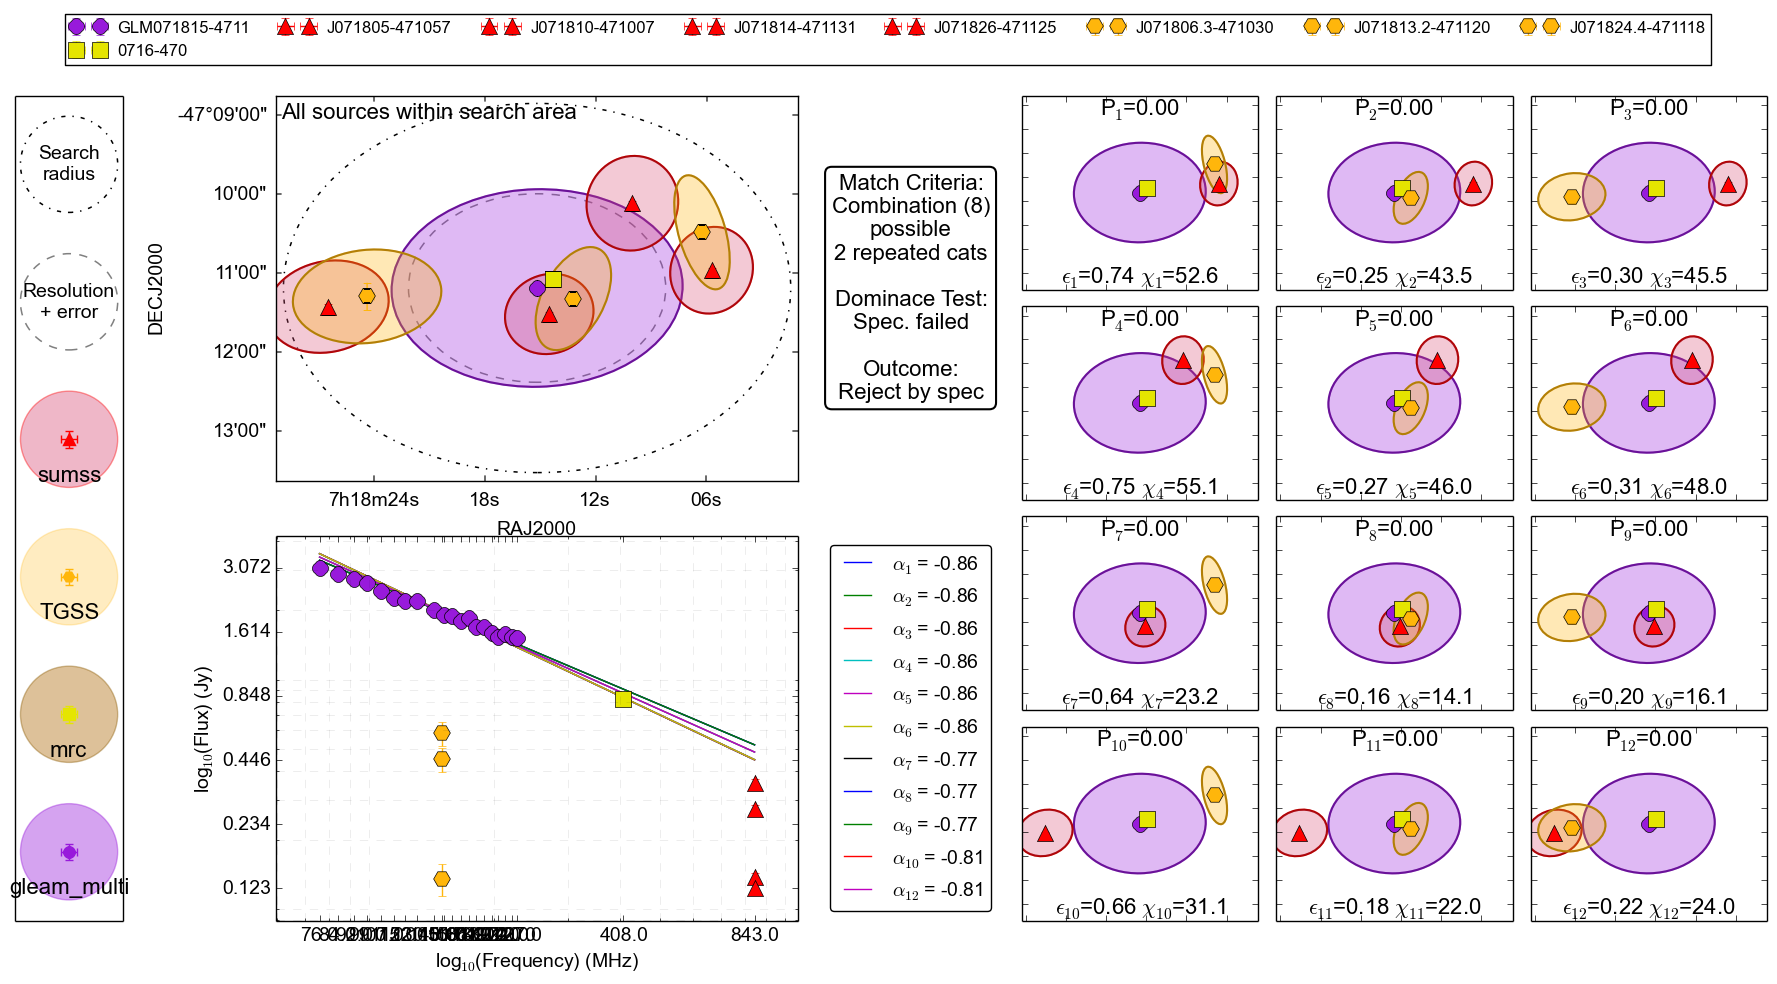 GLM071815-4711 J071805-471057 J071810-471007 J071814-471131 J071826-471125 J071806.3-471030 J071813.2-471120 J071824.4-471118
0716-470
Search
radius
Resolution
+ error
sumss
TGSS
mrc
gleam_multi
All sources within search area
DECJ2000
-47°09'00"
10'00"
11'00"
12'00"
13'00"
7h18m24s 18s 12s 06s
RAJ2000
Match Criteria:
Combination (8)
possible
2 repeated cats
Dominace Test:
Spec. failed
Outcome:
Reject by spec
log10(Flux) (Jy)
3.072
1.614
0.848
0.446
0.234
0.123
408.0 843.0
log10(Frequency) (MHz)
α1 = -0.86
α2 = -0.86
α3 = -0.86
α4 = -0.86
α5 = -0.86
α6 = -0.86
α7 = -0.77
α8 = -0.77
α9 = -0.77
α10 = -0.81
α12 = -0.81
P1=0.00 P2=0.00 P3=0.00
ϵ1=0.74 χ1=52.6 ϵ2=0.25 χ2=43.5 ϵ3=0.30 χ3=45.5
P4=0.00 P5=0.00 P6=0.00
ϵ4=0.75 χ4=55.1 ϵ5=0.27 χ5=46.0 ϵ6=0.31 χ6=48.0
P7=0.00 P8=0.00 P9=0.00
ϵ7=0.64 χ7=23.2 ϵ8=0.16 χ8=14.1 ϵ9=0.20 χ9=16.1
P10=0.00 P11=0.00 P12=0.00
ϵ10=0.66 χ10=31.1 ϵ11=0.18 χ11=22.0 ϵ12=0.22 χ12=24.0